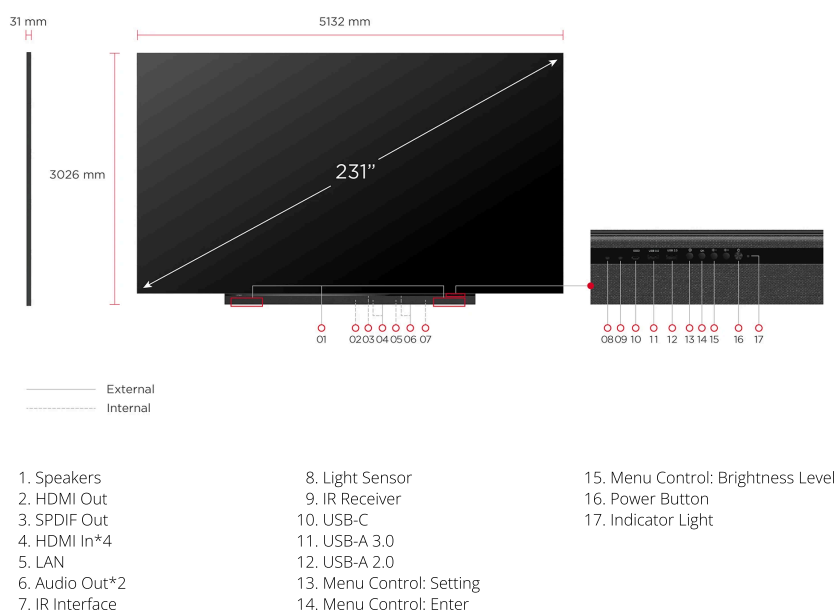 31 mm
5132 mm
3026 mm
231”
01 02 03 04 05 06 07
08 09 10 11 12 13 14 15 16 17
External
Internal
1. Speakers
2. HDMI Out
3. SPDIF Out
4. HDMI In*4
5. LAN
6. Audio Out*2
7. IR Interface
8. Light Sensor
9. IR Receiver
10. USB-C
11. USB-A 3.0
12. USB-A 2.0
13. Menu Control: Setting
14. Menu Control: Enter
15. Menu Control: Brightness Level
16. Power Button
17. Indicator Light